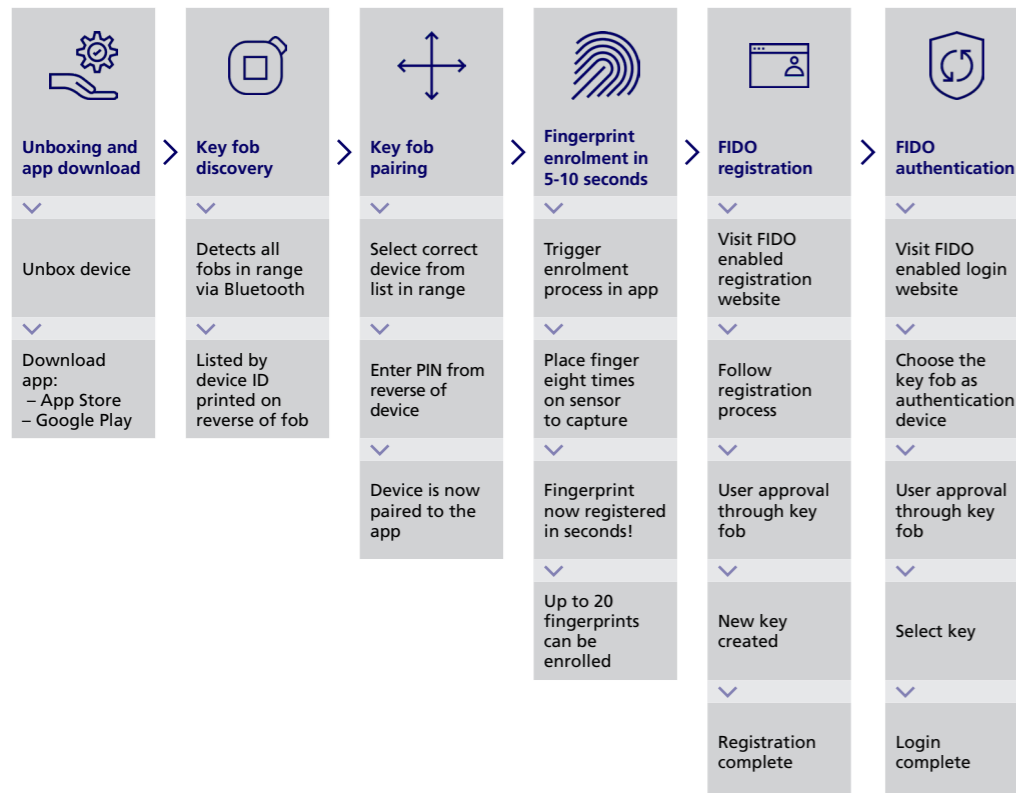 Unboxing and
app download
Unbox device
Download
app:
– App Store
– Google Play
Key fob
discovery
Detects all
fobs in range
via Bluetooth
Listed by
device ID
printed on
reverse of fob
Key fob
pairing
Select correct
device from
list in range
Enter PIN from
reverse of
device
Device is now
paired to the
app
Fingerprint
enrolment in
5-10 seconds
Trigger
enrolment
process in app
Place finger
eight times
on sensor
to capture
Fingerprint
now registered
in seconds!
Up to 20
fingerprints
can be
enrolled
FIDO
registration
Visit FIDO
enabled
registration
website
Follow
registration
process
User approval
through key
fob
New key
created
Registration
complete
FIDO
authentication
Visit FIDO
enabled login
website
Choose the
key fob as
authentication
device
User approval
through key
fob
Select key
Login
complete